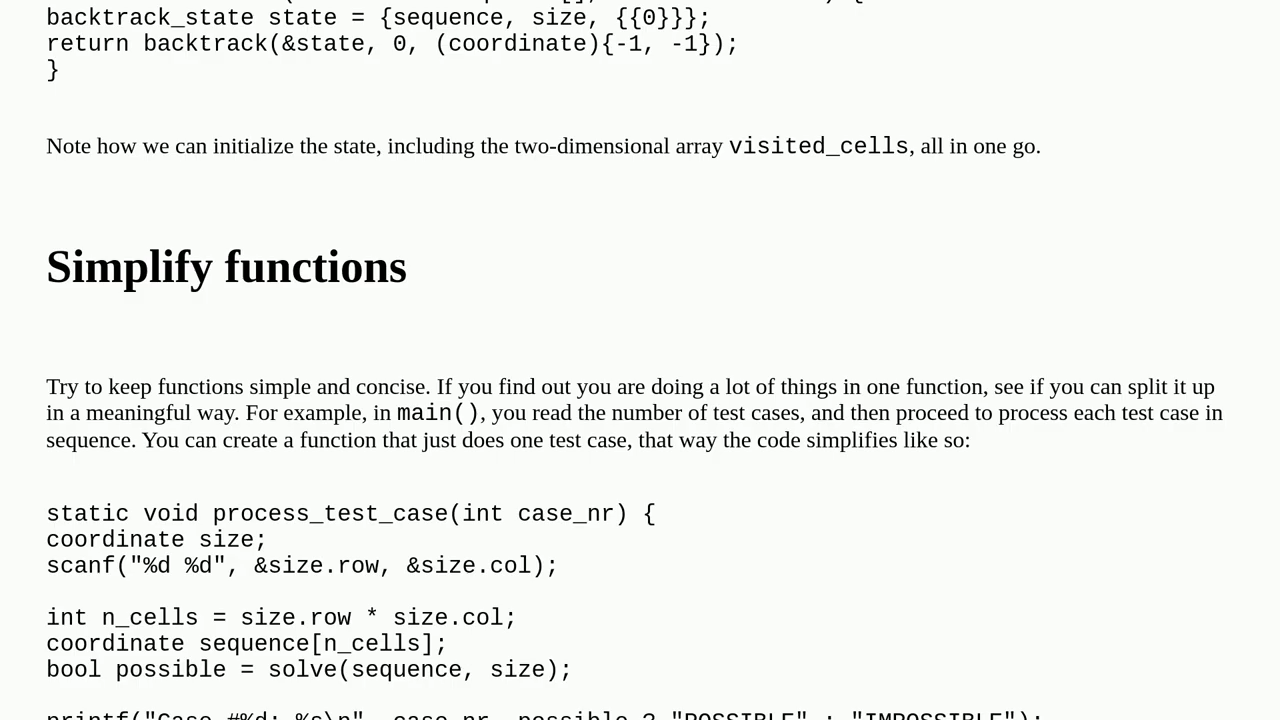 backtrack_state state = {sequence, size, {{0}}};
return backtrack(&state, 0, (coordinate){-1, -1});
}
Note how we can initialize the state, including the two-dimensional array visited_cells, all in one go.
Simplify functions
Try to keep functions simple and concise. If you find out you are doing a lot of things in one function, see if you can split it up
in a meaningful way. For example, in main(), you read the number of test cases, and then proceed to process each test case in
sequence. You can create a function that just does one test case, that way the code simplifies like so:
static void process_test_case(int case_nr) {
coordinate size;
scanf("%d %d", &size.row, &size.col);
int n_cells = size.row * size.col;
coordinate sequence[n_cells];
bool possible = solve(sequence, size);
printf("Case #%d: %s\n", case_nr, possible ? "POSSIBLE" : "IMPOSSIBLE");